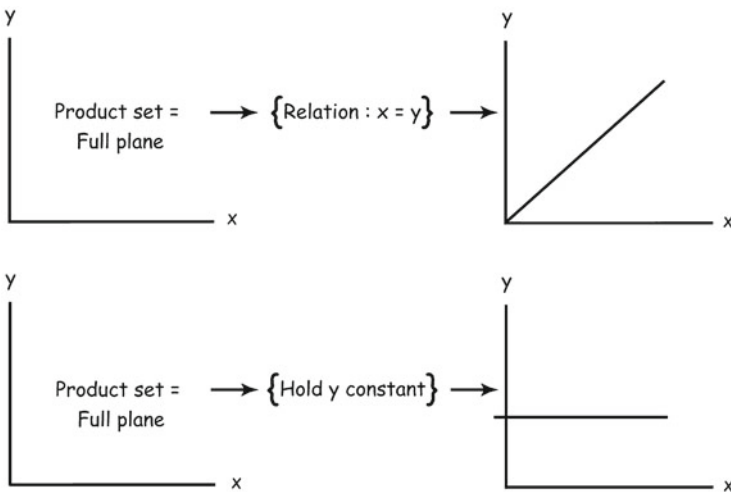 y
y
Product set =
Full plane
{Relation : x = y}
x
x
y
y
Product set =
Full plane
{Hold y constant}
x
x